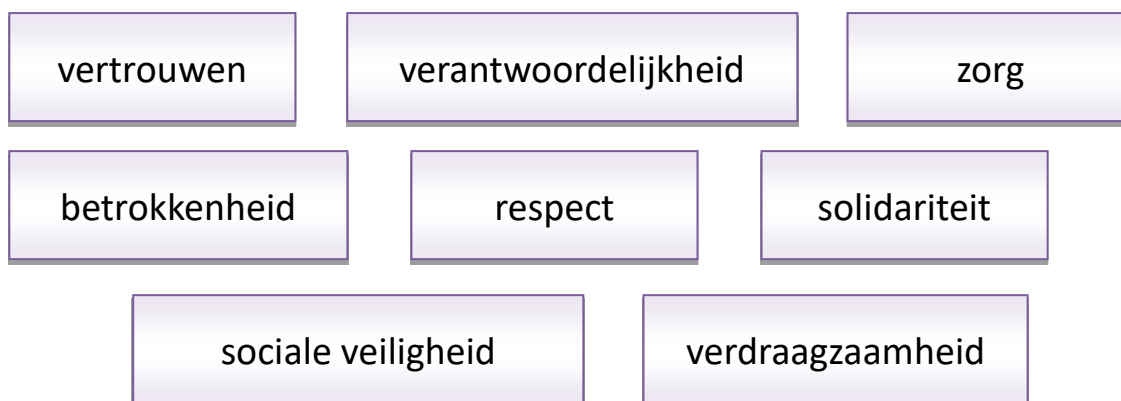 vertrouwen verantwoordelijkheid zorg
betrokkenheid respect solidariteit
sociale veiligheid verdraagzaamheid